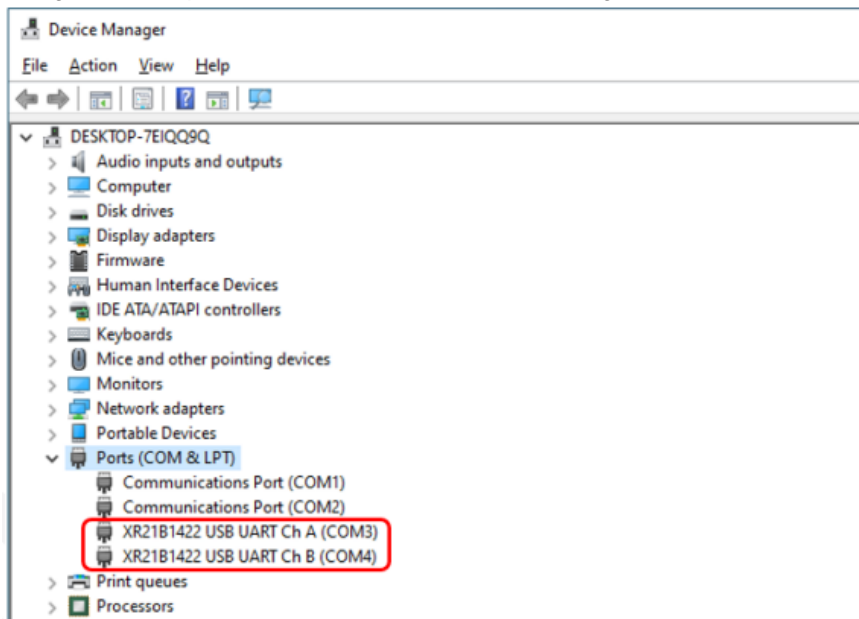 Device Manager
File Action View Help
DESKTOP-7EIQQ9Q
Audio inputs and outputs
Computer
Disk drives
Display adapters
Firmware
Human Interface Devices
IDE ATA/ATAPI controllers
Keyboards
Mice and other pointing devices
Monitors
Network adapters
Portable Devices
Ports (COM & LPT)
Communications Port (COM1)
Communications Port (COM2)
XR21B1422 USB UART Ch A (COM3)
XR21B1422 USB UART Ch B (COM4)
Print queues
Processors